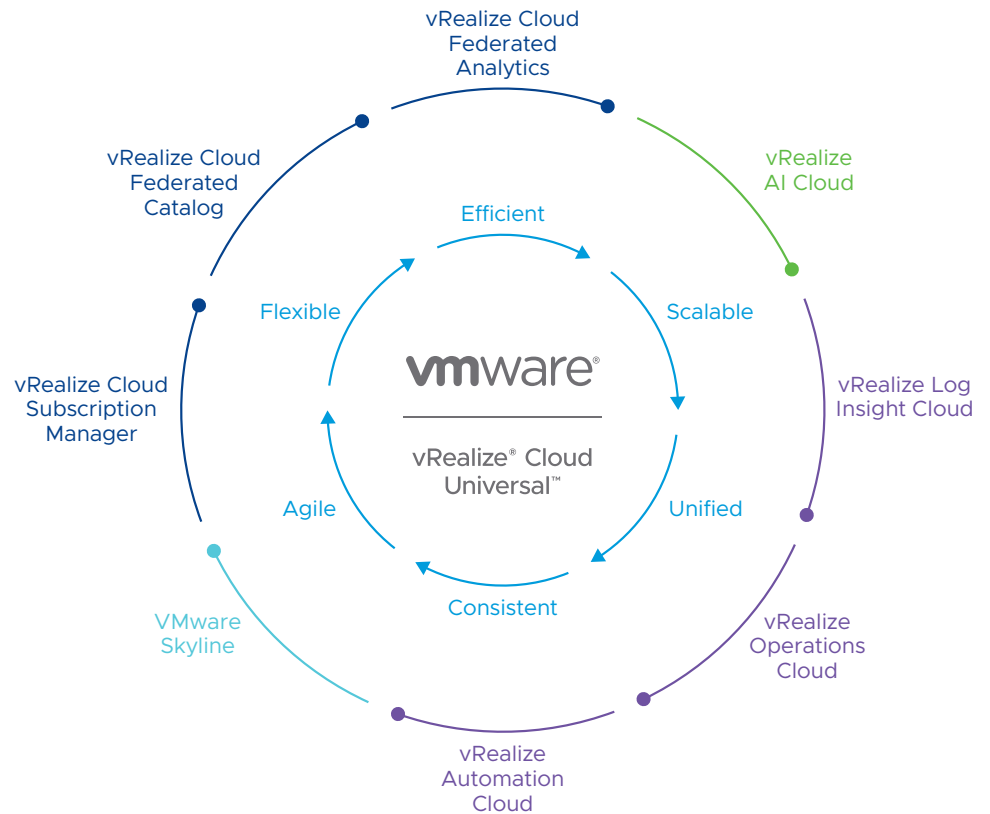 vRealize Cloud
Federated
Analytics
vRealize
AI Cloud
vRealize Log
Insight Cloud
vRealize
Operations
Cloud
vRealize
Automation
Cloud
VMware
Skyline
vRealize Cloud
Subscription
Manager
vRealize Cloud
Federated
Catalog
Efficient
Scalable
Unified
Consistent
Agile
Flexible
vmware®
vRealize® Cloud
Universal™